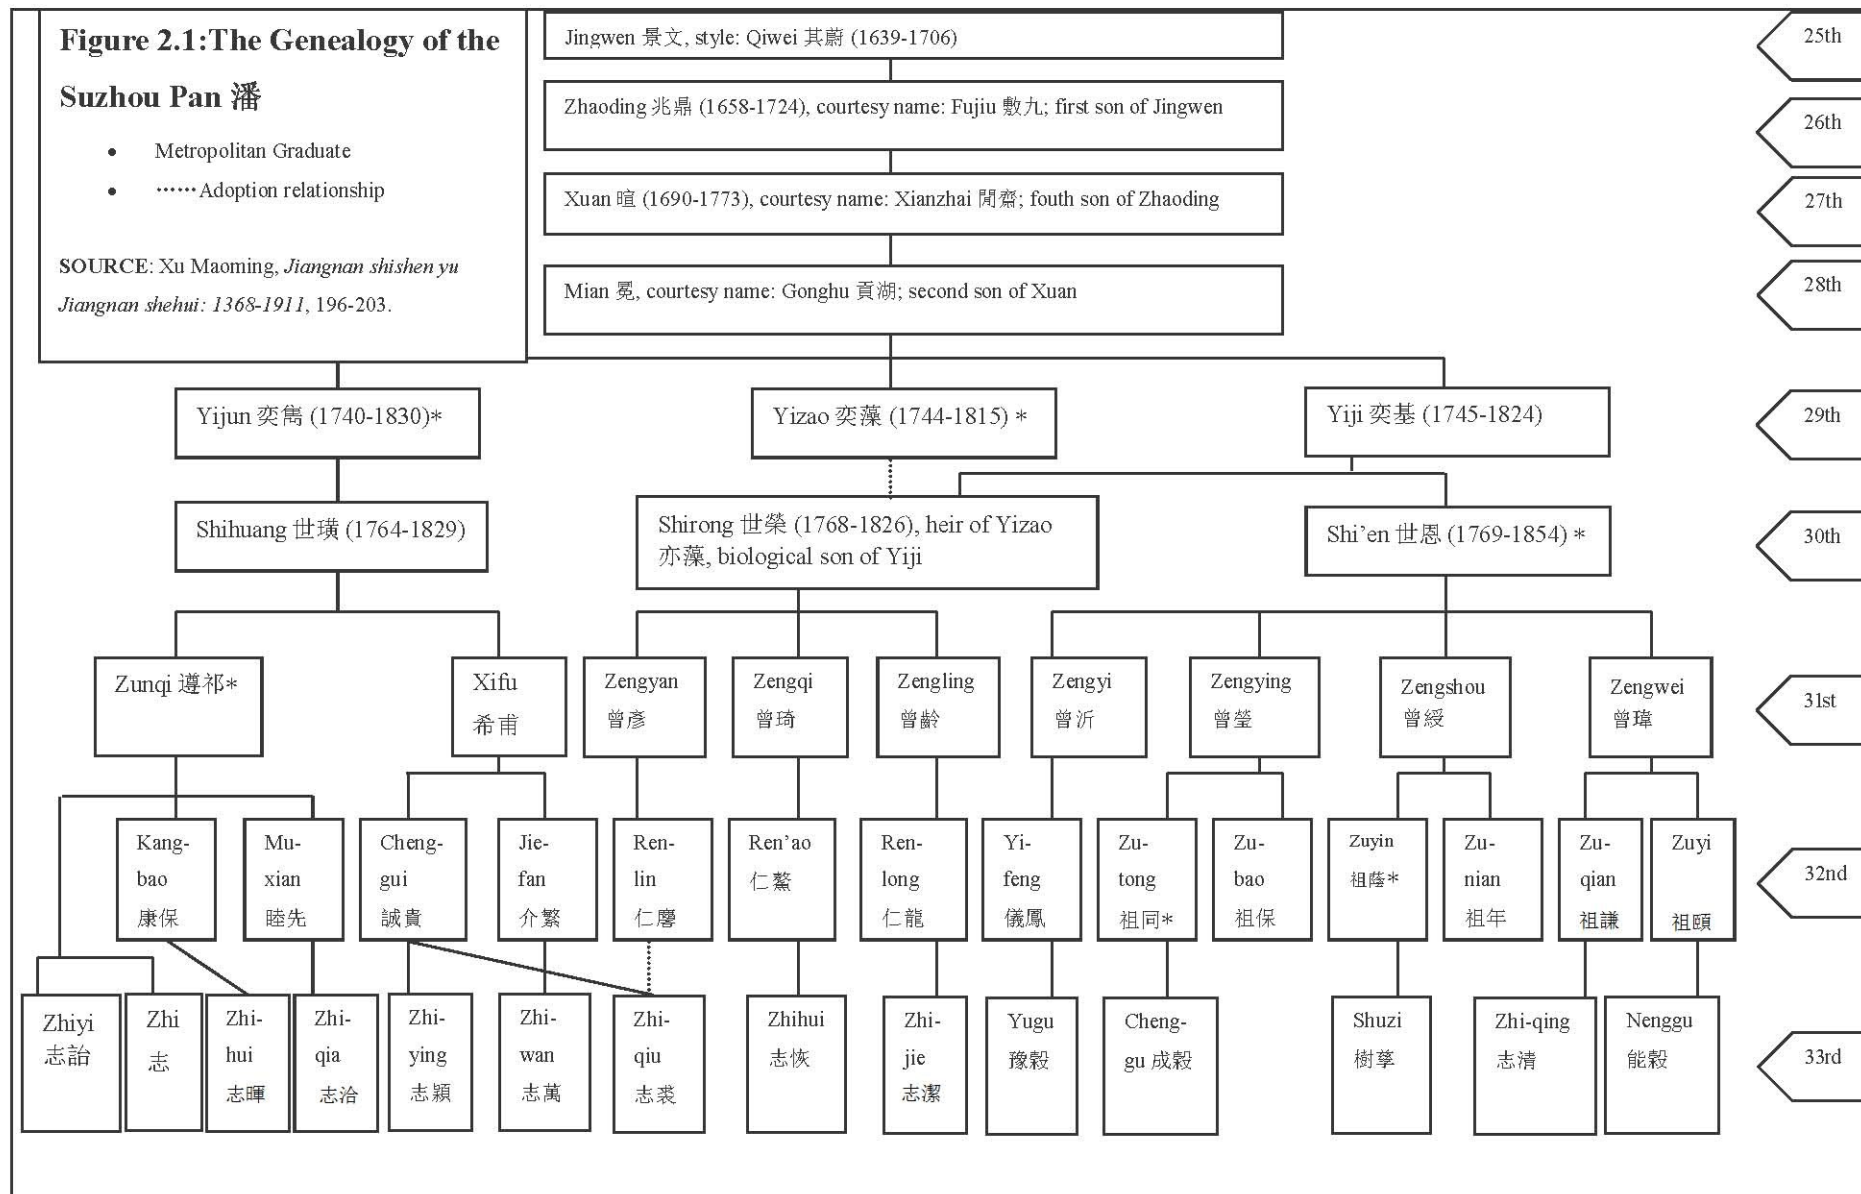 Figure 2.1:The Genealogy of the
Suzhou Pan 潘
• Metropolitan Graduate
• ······Adoption relationship
SOURCE: Xu Maoming, Jiangnan shishen yu
Jiangnan shehui: 1368-1911, 196-203.
Jingwen 景文, style: Qiwei 其蔚 (1639-1706)
25th
Zhaoding 兆鼎 (1658-1724), courtesy name: Fujiu 敷九; first son of Jingwen
26th
Xuan 暄 (1690-1773), courtesy name: Xianzhai 閒齋; fouth son of Zhaoding
27th
Mian 冕, courtesy name: Gonghu 貢湖; second son of Xuan
28th
Yijun 奕雋 (1740-1830)*
Yizao 奕藻 (1744-1815) *
Yiji 奕基 (1745-1824)
29th
Shihuang 世璜 (1764-1829)
Shirong 世榮 (1768-1826), heir of Yizao
亦藻, biological son of Yiji
Shi’en 世恩 (1769-1854) *
30th
Zunqi 遵祁*
Xifu
希甫
Zengyan
曾彥
Zengqi
曾琦
Zengling
曾齡
Zengyi
曾沂
Zengying
曾瑩
Zengshou
曾綬
Zengwei
曾瑋
31st
Kang-
bao
康保
Mu-
xian
睦先
Cheng-
gui
誠貴
Jie-
fan
介繁
Ren-
lin
仁麐
Ren’ao
仁鰲
Ren-
long
仁龍
Yi-
feng
儀鳳
Zu-
tong
祖同*
Zu-
bao
祖保
Zuyin
祖蔭*
Zu-
nian
祖年
Zu-
qian
祖謙
Zuyi
祖頤
32nd
Zhiyi
志詒
Zhi
志
Zhi-
hui
志暉
Zhi-
qia
志洽
Zhi-
ying
志穎
Zhi-
wan
志萬
Zhi-
qiu
志裘
Zhihui
志恢
Zhi-
jie
志潔
Yugu
豫穀
Cheng-
gu 成穀
Shuzi
樹孳
Zhi-qing
志清
Nenggu
能穀
33rd